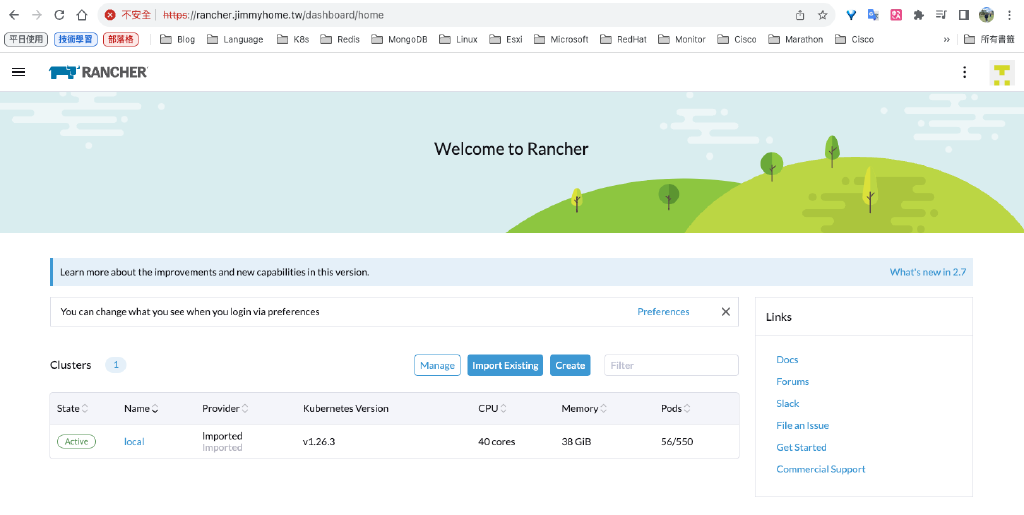 不安全 https://rancher.jimmyhome.tw/dashboard/home
平日使用 技術學習 部落格 Blog Language K8s Redis MongoDB Linux Esxi Microsoft RedHat Monitor Cisco Marathon Cisco » 所有書籤
RANCHER
Welcome to Rancher
Learn more about the improvements and new capabilities in this version. What's new in 2.7
You can change what you see when you login via preferences Preferences
Links
Docs
Forums
Slack
File an Issue
Get Started
Commercial Support
Clusters 1 Manage Import Existing Create Filter
State Name Provider Kubernetes Version CPU Memory Pods
Active local Imported v1.26.3 40 cores 38 GiB 56/550
Imported